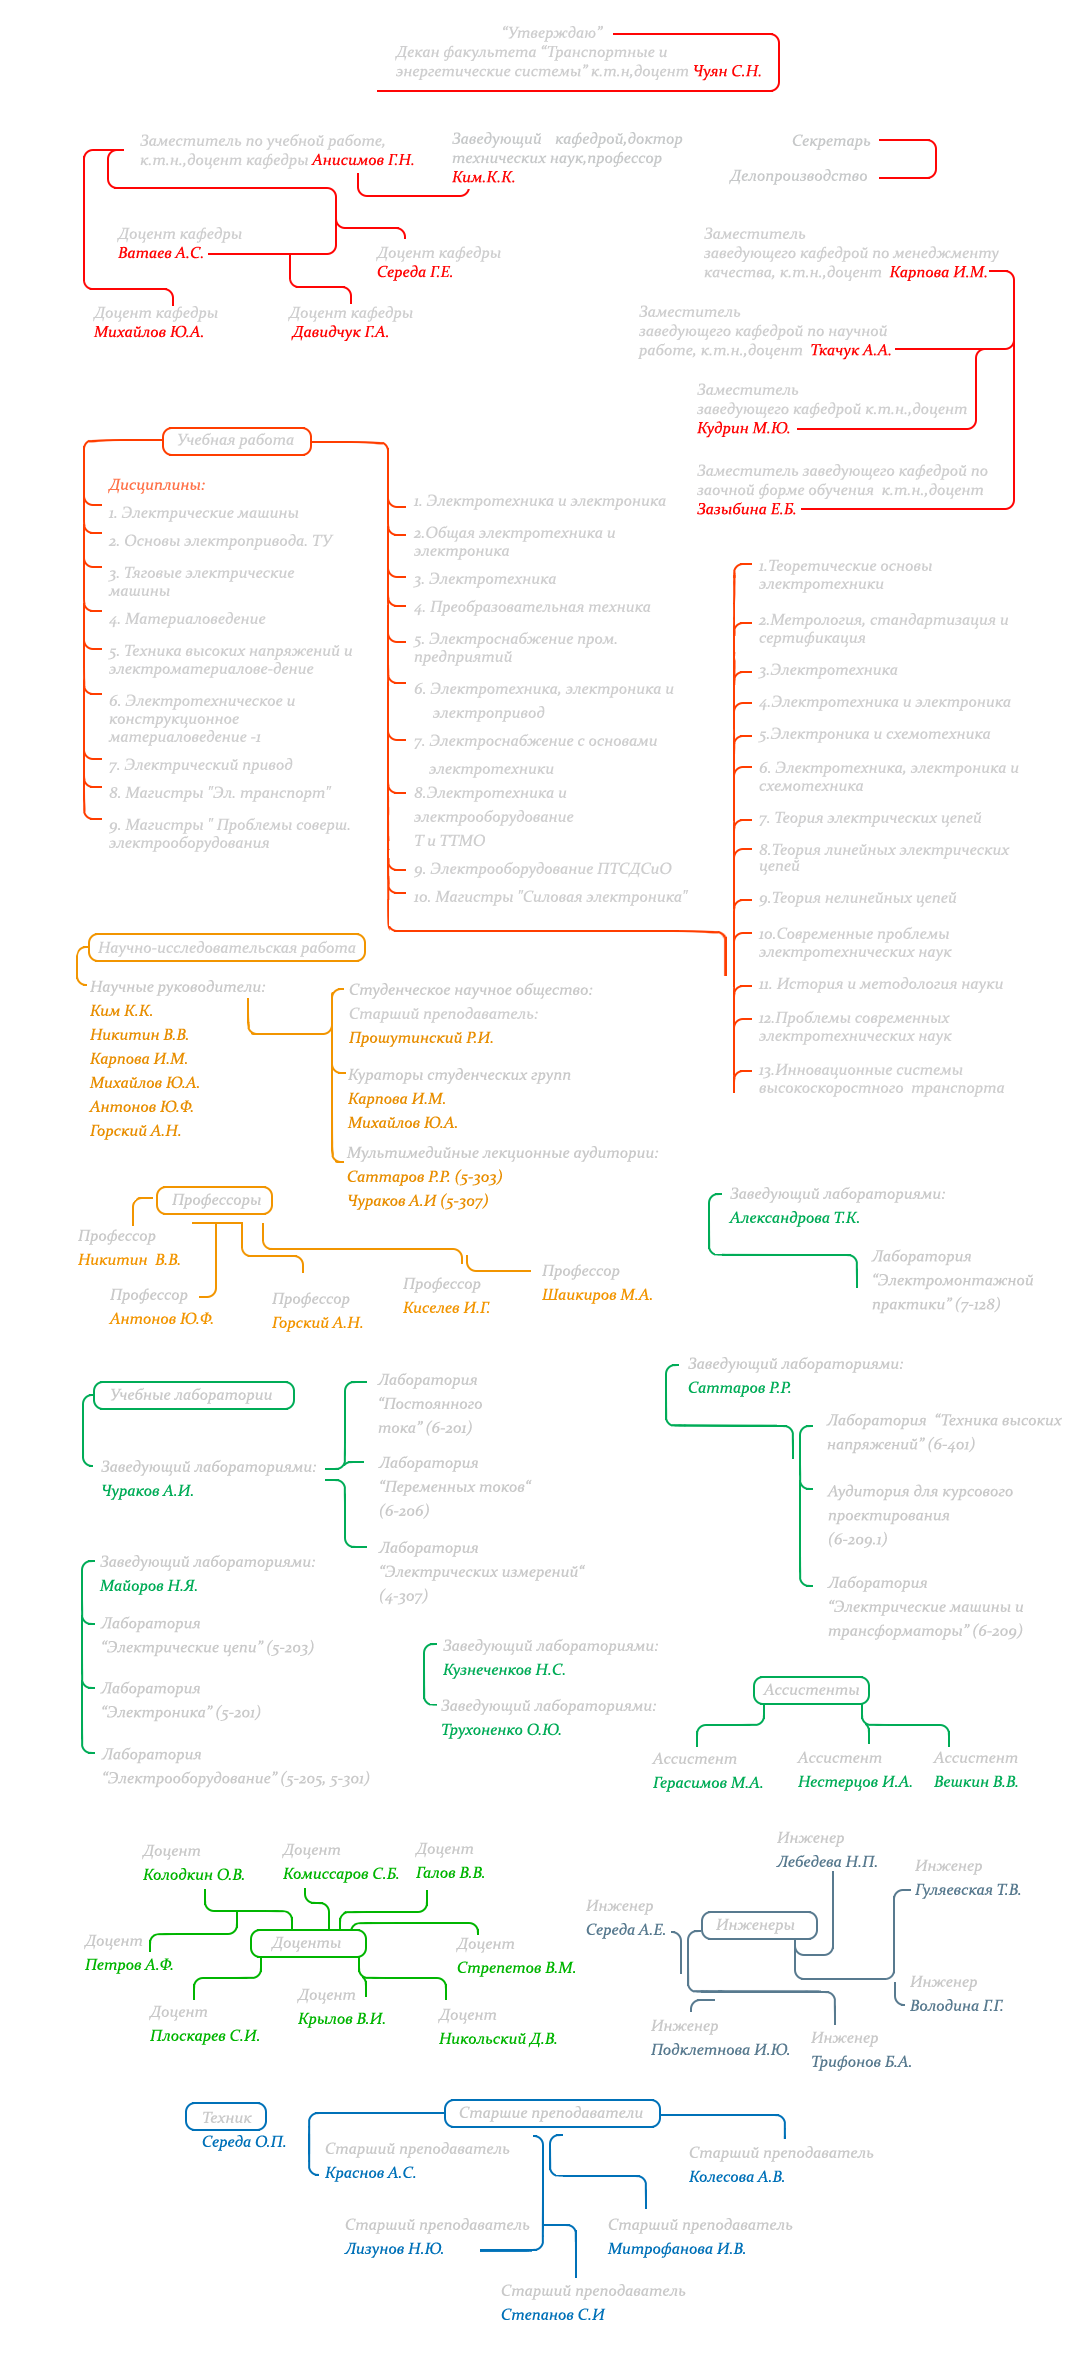 “Утверждаю”
Декан факультета “Транспортные и
энергетические системы” к.т.н,доцент Чуян С.Н.
Заместитель по учебной работе,
к.т.н.,доцент кафедры Анисимов Г.Н.
Заведующий кафедрой,доктор
технических наук,профессор
Ким.К.К.
Секретарь
Делопроизводство
Доцент кафедры
Ватаев А.С.
Доцент кафедры
Середа Г.Е.
Доцент кафедры
Михайлов Ю.А.
Доцент кафедры
Давидчук Г.А.
Заместитель
заведующего кафедрой по менеджменту
качества, к.т.н.,доцент Карпова И.М.
Заместитель
заведующего кафедрой по научной
работе, к.т.н.,доцент Ткачук А.А.
Заместитель
заведующего кафедрой к.т.н.,доцент
Кудрин М.Ю.
Заместитель заведующего кафедрой по
заочной форме обучения к.т.н.,доцент
Зазыбина Е.Б.
Учебная работа
Дисциплины:
1. Электрические машины
2. Основы электропривода. ТУ
3. Тяговые электрические
машины
4. Материаловедение
5. Техника высоких напряжений и
электроматериалове-дение
6. Электротехническое и
конструкционное
материаловедение -1
7. Электрический привод
8. Магистры "Эл. транспорт"
9. Магистры " Проблемы соверш.
электрооборудования
1. Электротехника и электроника
2.Общая электротехника и
электроника
3. Электротехника
4. Преобразовательная техника
5. Электроснабжение пром.
предприятий
6. Электротехника, электроника и
электропривод
7. Электроснабжение с основами
электротехники
8.Электротехника и
электрооборудование
Т и ТТМО
9. Электрооборудование ПТСДСиО
10. Магистры "Силовая электроника"
1.Теоретические основы
электротехники
2.Метрология, стандартизация и
сертификация
3.Электротехника
4.Электротехника и электроника
5.Электроника и схемотехника
6. Электротехника, электроника и
схемотехника
7. Теория электрических цепей
8.Теория линейных электрических
цепей
9.Теория нелинейных цепей
10.Современные проблемы
электротехнических наук
11. История и методология науки
12.Проблемы современных
электротехнических наук
13.Инновационные системы
высокоскоростного транспорта
Научно-исследовательская работа
Научные руководители:
Ким К.К.
Никитин В.В.
Карпова И.М.
Михайлов Ю.А.
Антонов Ю.Ф.
Горский А.Н.
Студенческое научное общество:
Старший преподаватель:
Прошутинский Р.И.
Кураторы студенческих групп
Карпова И.М.
Михайлов Ю.А.
Мультимедийные лекционные аудитории:
Саттаров Р.Р. (5-303)
Чураков А.И (5-307)
Профессоры
Профессор
Никитин В.В.
Профессор
Антонов Ю.Ф.
Профессор
Горский А.Н.
Профессор
Киселев И.Г.
Профессор
Шаикиров М.А.
Заведующий лабораториями:
Александрова Т.К.
Лаборатория
“Электромонтажной
практики” (7-128)
Учебные лаборатории
Заведующий лабораториями:
Чураков А.И.
Лаборатория
“Постоянного
тока” (6-201)
Лаборатория
“Переменных токов“
(6-206)
Лаборатория
“Электрических измерений“
(4-307)
Заведующий лабораториями:
Саттаров Р.Р.
Лаборатория “Техника высоких
напряжений” (6-401)
Аудитория для курсового
проектирования
(6-209.1)
Лаборатория
“Электрические машины и
трансформаторы” (6-209)
Заведующий лабораториями:
Майоров Н.Я.
Лаборатория
“Электрические цепи” (5-203)
Лаборатория
“Электроника” (5-201)
Лаборатория
“Электрооборудование” (5-205, 5-301)
Заведующий лабораториями:
Кузнеченков Н.С.
Заведующий лабораториями:
Трухоненко О.Ю.
Ассистенты
Ассистент
Герасимов М.А.
Ассистент
Нестерцов И.А.
Ассистент
Вешкин В.В.
Доцент
Колодкин О.В.
Доцент
Комиссаров С.Б.
Доцент
Галов В.В.
Доцент
Петров А.Ф.
Доценты
Доцент
Стрепетов В.М.
Доцент
Плоскарев С.И.
Доцент
Крылов В.И.
Доцент
Никольский Д.В.
Инженер
Лебедева Н.П.
Инженер
Гуляевская Т.В.
Инженер
Середа А.Е.
Инженеры
Инженер
Володина Г.Г.
Инженер
Подклетнова И.Ю.
Инженер
Трифонов Б.А.
Техник
Середа О.П.
Старшие преподаватели
Старший преподаватель
Краснов А.С.
Старший преподаватель
Колесова А.В.
Старший преподаватель
Лизунов Н.Ю.
Старший преподаватель
Митрофанова И.В.
Старший преподаватель
Степанов С.И